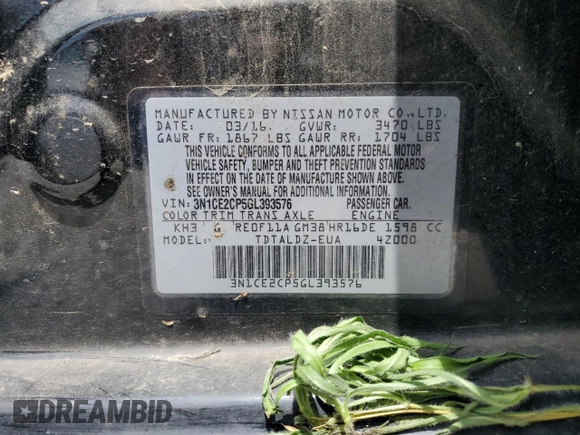 MANUFACTURED BY NISSAN MOTOR CO.,LTD.
DATE: 03/16. GVWR: 3470 LBS
GAWR FR: 1867 LBS GAWR RR: 1704 LBS
THIS VEHICLE CONFORMS TO ALL APPLICABLE FEDERAL MOTOR
VEHICLE SAFETY, BUMPER AND THEFT PREVENTION STANDARDS
IN EFFECT ON THE DATE OF MANUFACTURE SHOWN ABOVE.
SEE OWNER'S MANUAL FOR ADDITIONAL INFORMATION.
VIN: 3N1CE2CP5GL393576 PASSENGER CAR.
COLOR TRIM TRANS AXLE ENGINE
KH3 G RE0F11A GM38 HR16DE 1598 CC
MODEL: TDTALDZ-EUA 4Z000
3N1CE2CP5GL393576
DREAMBID